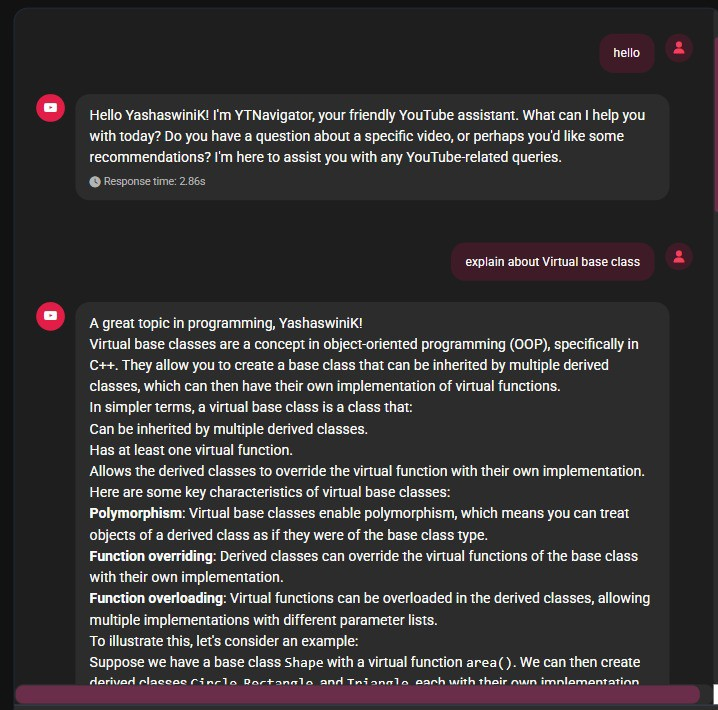 hello
Hello YashaswiniK! I'm YTNavigator, your friendly YouTube assistant. What can I help you
with today? Do you have a question about a specific video, or perhaps you'd like some
recommendations? I'm here to assist you with any YouTube-related queries.
Response time: 2.86s
explain about Virtual base class
A great topic in programming, YashaswiniK!
Virtual base classes are a concept in object-oriented programming (OOP), specifically in
C++. They allow you to create a base class that can be inherited by multiple derived
classes, which can then have their own implementation of virtual functions.
In simpler terms, a virtual base class is a class that:
Can be inherited by multiple derived classes.
Has at least one virtual function.
Allows the derived classes to override the virtual function with their own implementation.
Here are some key characteristics of virtual base classes:
Polymorphism: Virtual base classes enable polymorphism, which means you can treat
objects of a derived class as if they were of the base class type.
Function overriding: Derived classes can override the virtual functions of the base class
with their own implementation.
Function overloading: Virtual functions can be overloaded in the derived classes, allowing
multiple implementations with different parameter lists.
To illustrate this, let's consider an example:
Suppose we have a base class Shape with a virtual function area(). We can then create
derived classes Circle, Rectangle, and Triangle, each with their own implementation